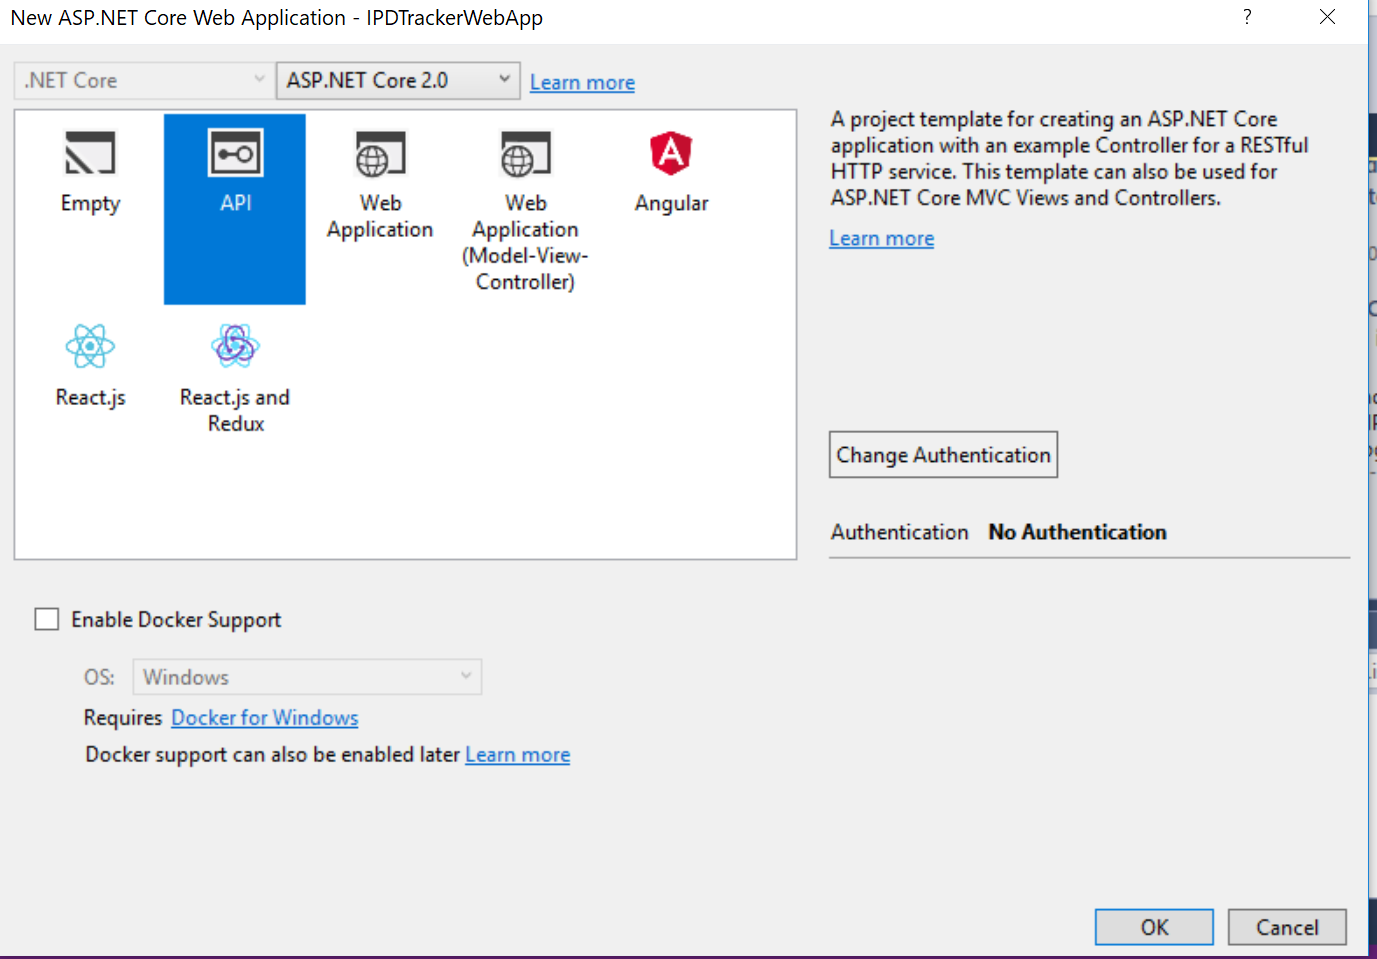 New ASP.NET Core Web Application - IPDTrackerWebApp
?
.NET Core
ASP.NET Core 2.0
Learn more
Empty
API
Web
Application
Web
Application
(Model-View-
Controller)
Angular
React.js
React.js and
Redux
A project template for creating an ASP.NET Core
application with an example Controller for a RESTful
HTTP service. This template can also be used for
ASP.NET Core MVC Views and Controllers.
Learn more
Change Authentication
Authentication No Authentication
Enable Docker Support
OS: Windows
Requires Docker for Windows
Docker support can also be enabled later Learn more
OK
Cancel